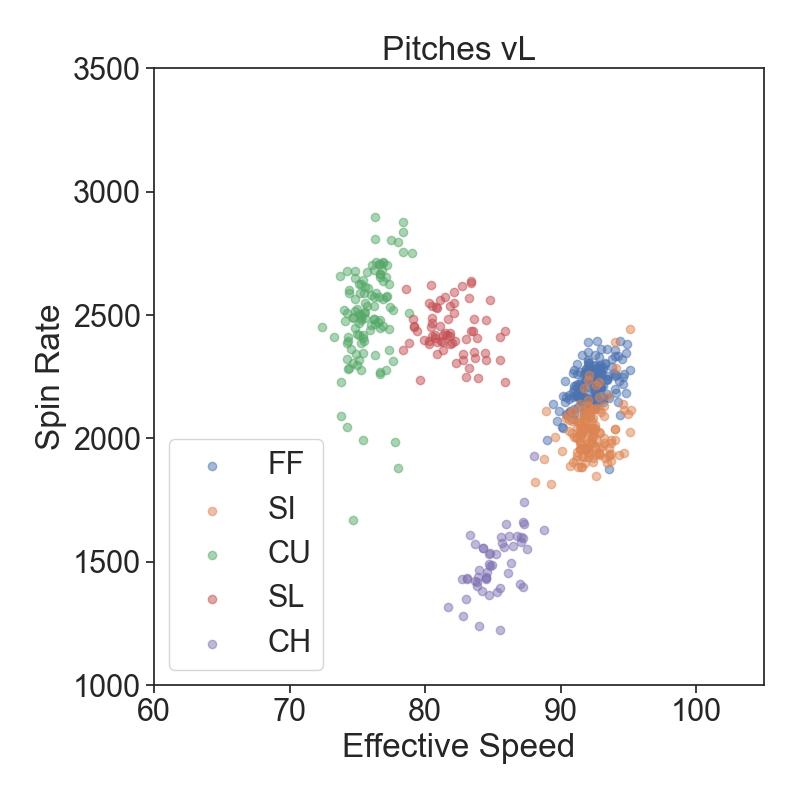 Pitches vL
3500
3000
2500
2000
1500
1000
Spin Rate
FF
SI
CU
SL
CH
60 70 80 90 100
Effective Speed